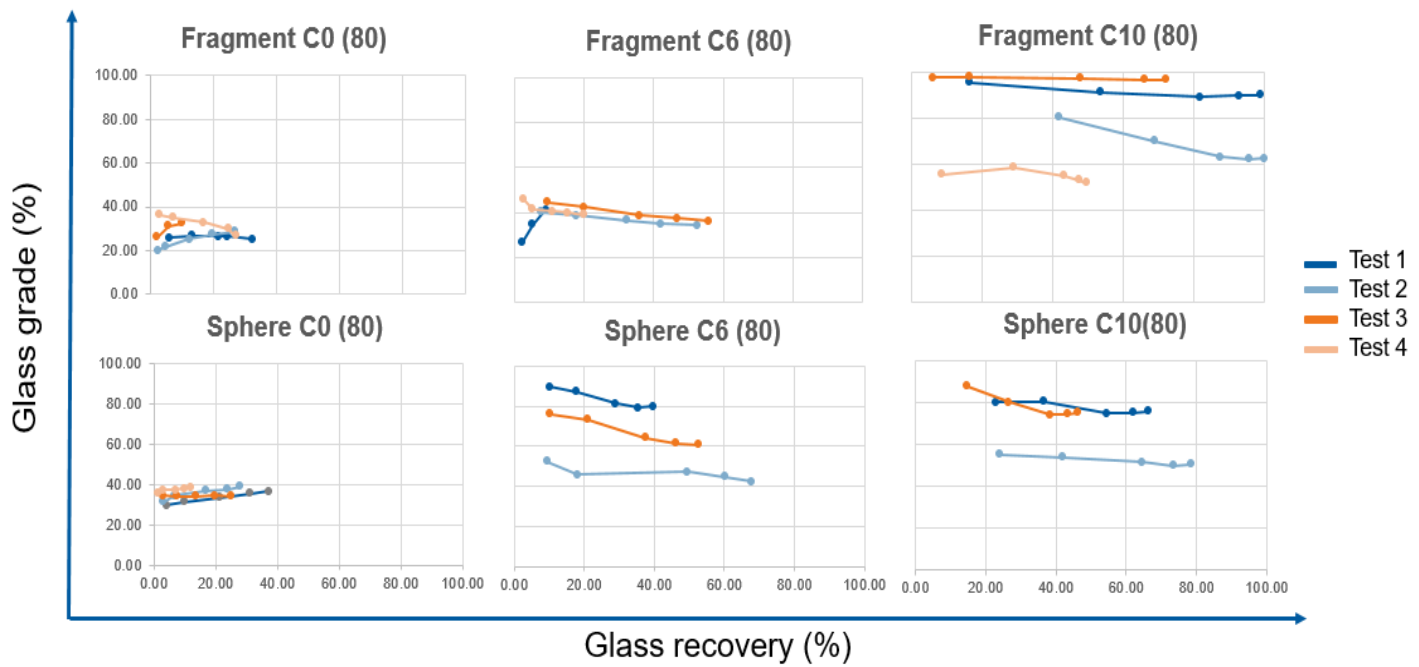 Fragment C0 (80)
Fragment C6 (80)
Fragment C10 (80)
100.00
80.00
60.00
40.00
20.00
0.00
Glass grade (%)
Test 1
Test 2
Test 3
Test 4
Sphere C0 (80)
Sphere C6 (80)
Sphere C10(80)
100.00
80.00
60.00
40.00
20.00
0.00
0.00 20.00 40.00 60.00 80.00 100.00
0.00 20.00 40.00 60.00 80.00 100.00
0.00 20.00 40.00 60.00 80.00 100.00
Glass recovery (%)